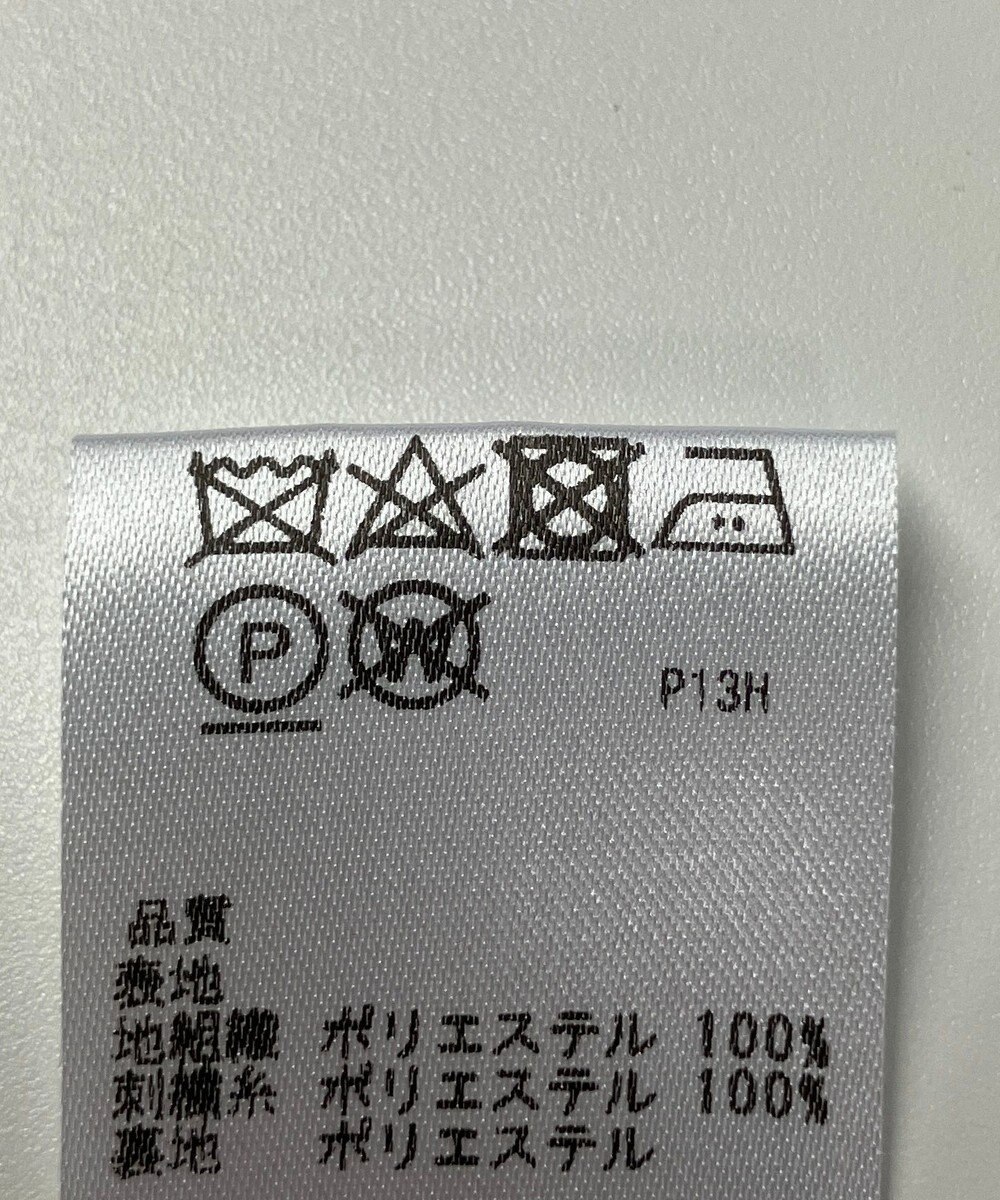 P W P13H
品質
表地
地組織 ポリエステル 100%
刺繍糸 ポリエステル 100%
裏地 ポリエステル